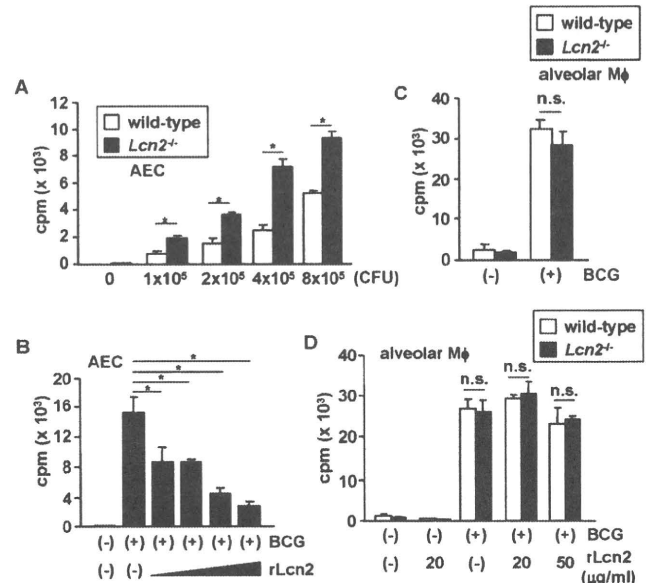 A
wild-type
Lcn2-/-
AEC
cpm (x 10³)
12
10
8
6
4
2
0
0 1x10⁵ 2x10⁵ 4x10⁵ 8x10⁵ (CFU)
* * * *
C
wild-type
Lcn2-/-
alveolar Mϕ
n.s.
cpm (x 10³)
40
30
20
10
0
(-) (+) BCG
B
AEC
cpm (x 10³)
16
12
8
4
0
* * * *
(-) (+) (+) (+) (+) (+) BCG
(-) (-) rLcn2
D
wild-type
Lcn2-/-
alveolar Mϕ
n.s. n.s. n.s.
cpm (x 10³)
40
30
20
10
0
(-) (-) (+) (+) (+) BCG
(-) 20 (-) 20 50 rLcn2
(µg/ml)